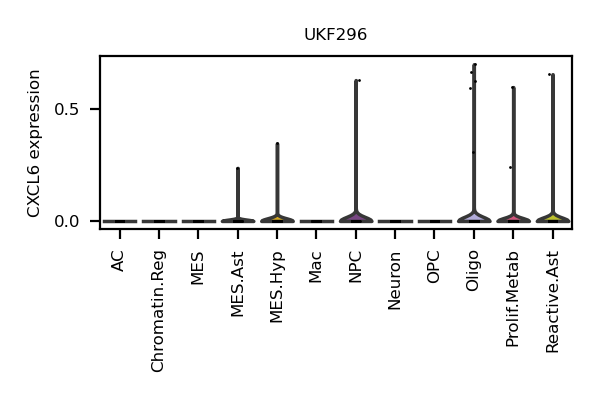 UKF296
CXCL6 expression
0.5
0.0
AC
Chromatin.Reg
MES
MES.Ast
MES.Hyp
Mac
NPC
Neuron
OPC
Oligo
Prolif.Metab
Reactive.Ast